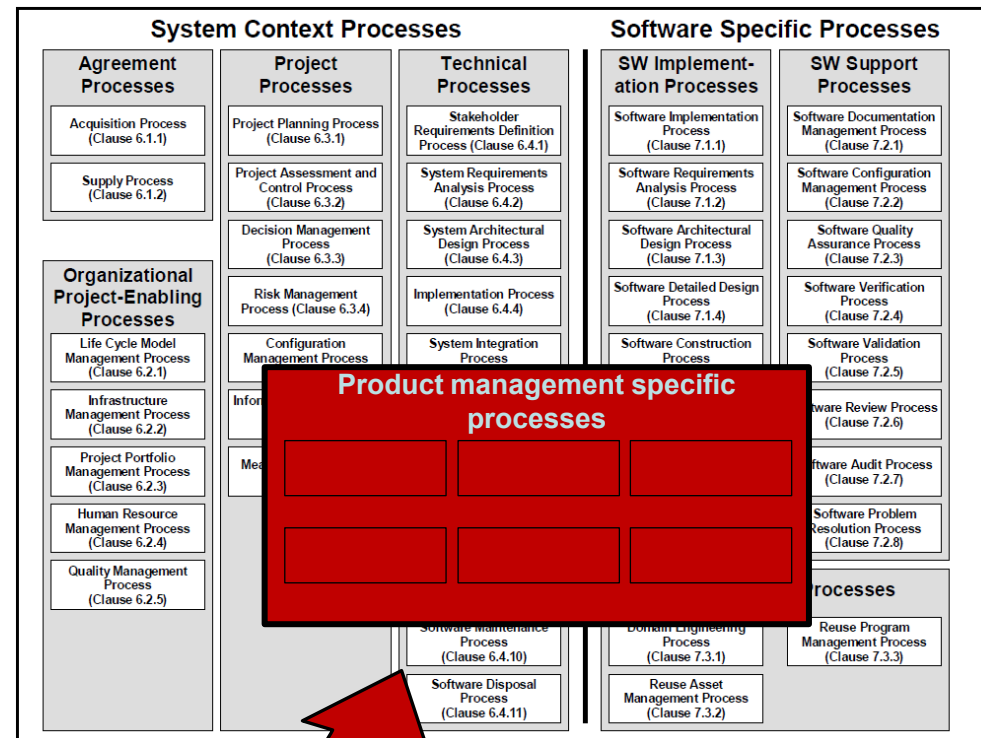 System Context Processes
Software Specific Processes
Agreement
Processes
Acquisition Process
(Clause 6.1.1)
Supply Process
(Clause 6.1.2)
Organizational
Project-Enabling
Processes
Life Cycle Model
Management Process
(Clause 6.2.1)
Infrastructure
Management Process
(Clause 6.2.2)
Project Portfolio
Management Process
(Clause 6.2.3)
Human Resource
Management Process
(Clause 6.2.4)
Quality Management
Process
(Clause 6.2.5)
Project
Processes
Project Planning Process
(Clause 6.3.1)
Project Assessment and
Control Process
(Clause 6.3.2)
Decision Management
Process
(Clause 6.3.3)
Risk Management
Process (Clause 6.3.4)
Configuration
Management Process
Technical
Processes
Stakeholder
Requirements Definition
Process (Clause 6.4.1)
System Requirements
Analysis Process
(Clause 6.4.2)
System Architectural
Design Process
(Clause 6.4.3)
Implementation Process
(Clause 6.4.4)
System Integration
Process
Software Maintenance
Process
(Clause 6.4.10)
Software Disposal
Process
(Clause 6.4.11)
Product management specific
processes
SW Implement-
ation Processes
Software Implementation
Process
(Clause 7.1.1)
Software Requirements
Analysis Process
(Clause 7.1.2)
Software Architectural
Design Process
(Clause 7.1.3)
Software Detailed Design
Process
(Clause 7.1.4)
Software Construction
Process
SW Support
Processes
Software Documentation
Management Process
(Clause 7.2.1)
Software Configuration
Management Process
(Clause 7.2.2)
Software Quality
Assurance Process
(Clause 7.2.3)
Software Verification
Process
(Clause 7.2.4)
Software Validation
Process
(Clause 7.2.5)
Review Process
(Clause 7.2.6)
Audit Process
(Clause 7.2.7)
Software Problem
Resolution Process
(Clause 7.2.8)
Processes
Domain Engineering
Process
(Clause 7.3.1)
Reuse Asset
Management Process
(Clause 7.3.2)
Reuse Program
Management Process
(Clause 7.3.3)